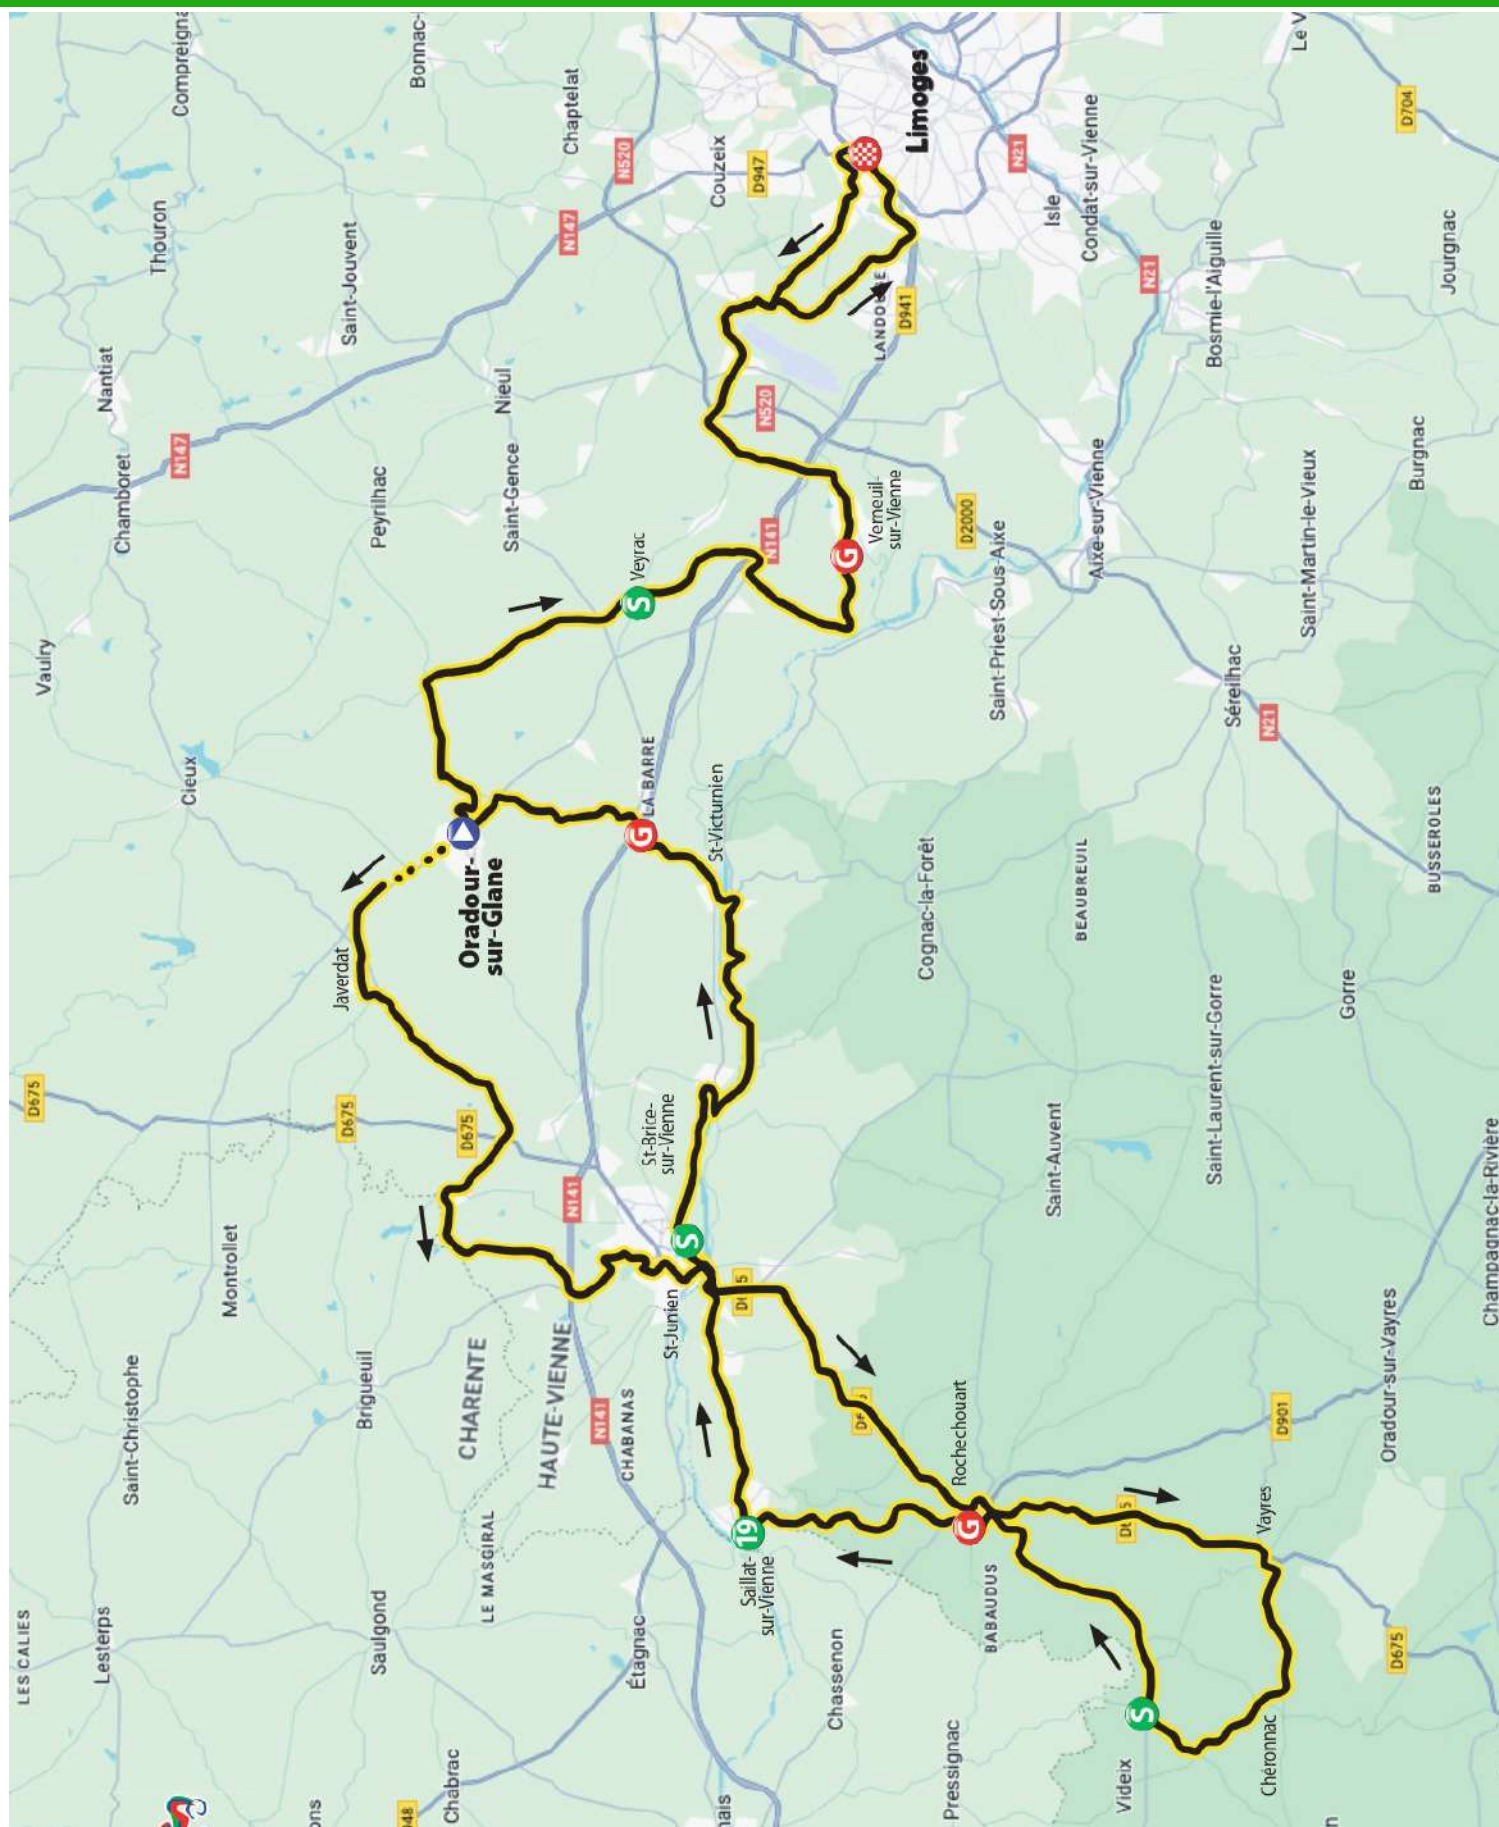 Compreigna
Bonnac-
Le V
Chaptelat
Limoges
D704
N520
Couzeix
D947
N21
Condat-sur-Vienne
Thouron
N147
Isle
Saint-Jouvent
Bosmie-l'Aiguille
Jourgnac
N21
LANDOUGE
D941
Nantiat
Nieul
N520
N147
Chamboret
Peyrilhac
Saint-Gence
Verneuil-
sur-Vienne
Aixe-sur-Vienne
Burgnac
Saint-Martin-le-Vieux
D2000
N141
Veyrac
S
G
Saint-Priest-Sous-Aixe
Vaulry
Séreilhac
N21
Cieux
LA BARRE
St-Victurnien
G
Oradour-
sur-Glane
Cognac-la-Forêt
BEAUBREUIL
BUSSEROLES
Javerdat
Gorre
Saint-Laurent-sur-Gorre
D675
D675
D675
St-Brice-
sur-Vienne
Saint-Auvent
Champagnac-la-Rivière
N141
S
Montrollet
St-Junien
Oradour-sur-Vayres
Saint-Christophe
Brigueuil
CHARENTE
HAUTE-VIENNE
N141
CHABANAS
Rochechouart
D901
Vayres
LE MASGIRAL
19
G
Saillat-
sur-Vienne
BABAUDUS
LES CALIES
Lesterps
Saulgond
Étagnac
Chassenon
D675
S
Chéronnac
Videix
Pressignac
Chabrac
nais
ons
D48
n